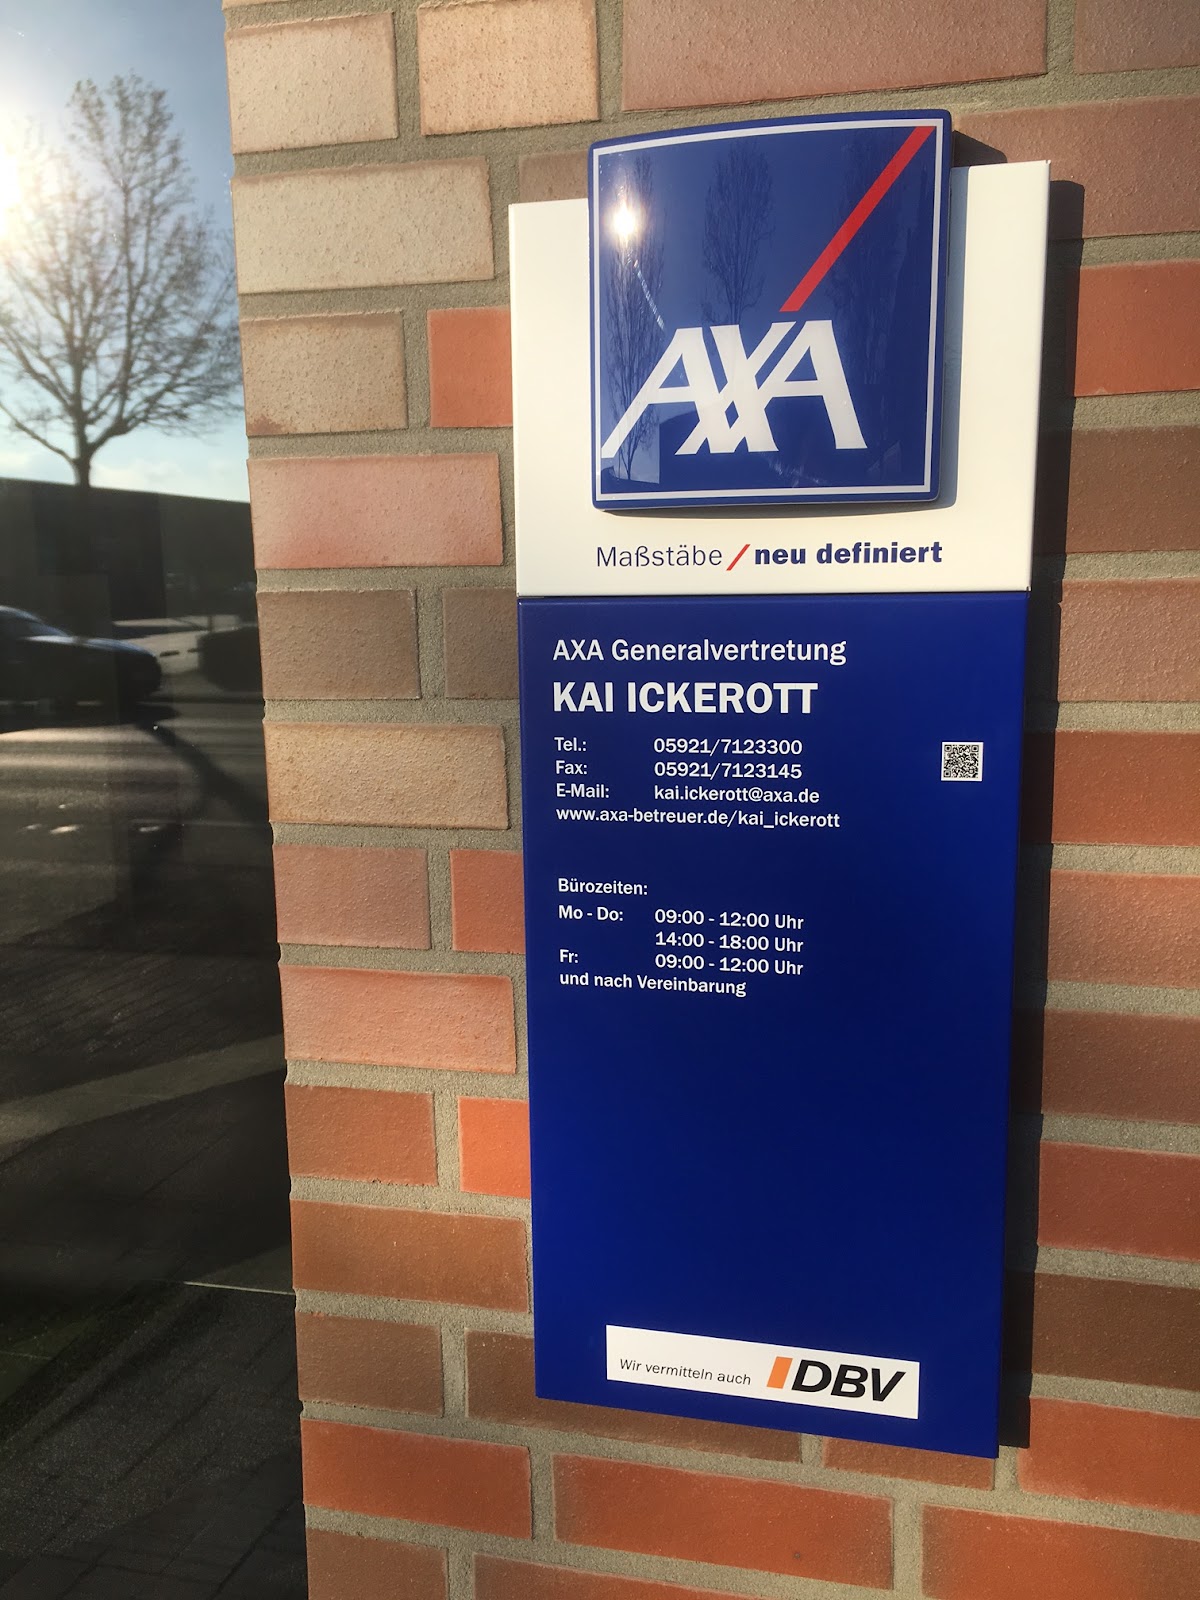 AXA
Maßstäbe / neu definiert
AXA Generalvertretung
KAI ICKEROTT
Tel.: 05921/7123300
Fax: 05921/7123145
E-Mail: kai.ickerott@axa.de
www.axa-betreuer.de/kai_ickerott
Bürozeiten:
Mo - Do: 09:00 - 12:00 Uhr
14:00 - 18:00 Uhr
Fr: 09:00 - 12:00 Uhr
und nach Vereinbarung
Wir vermitteln auch DBV